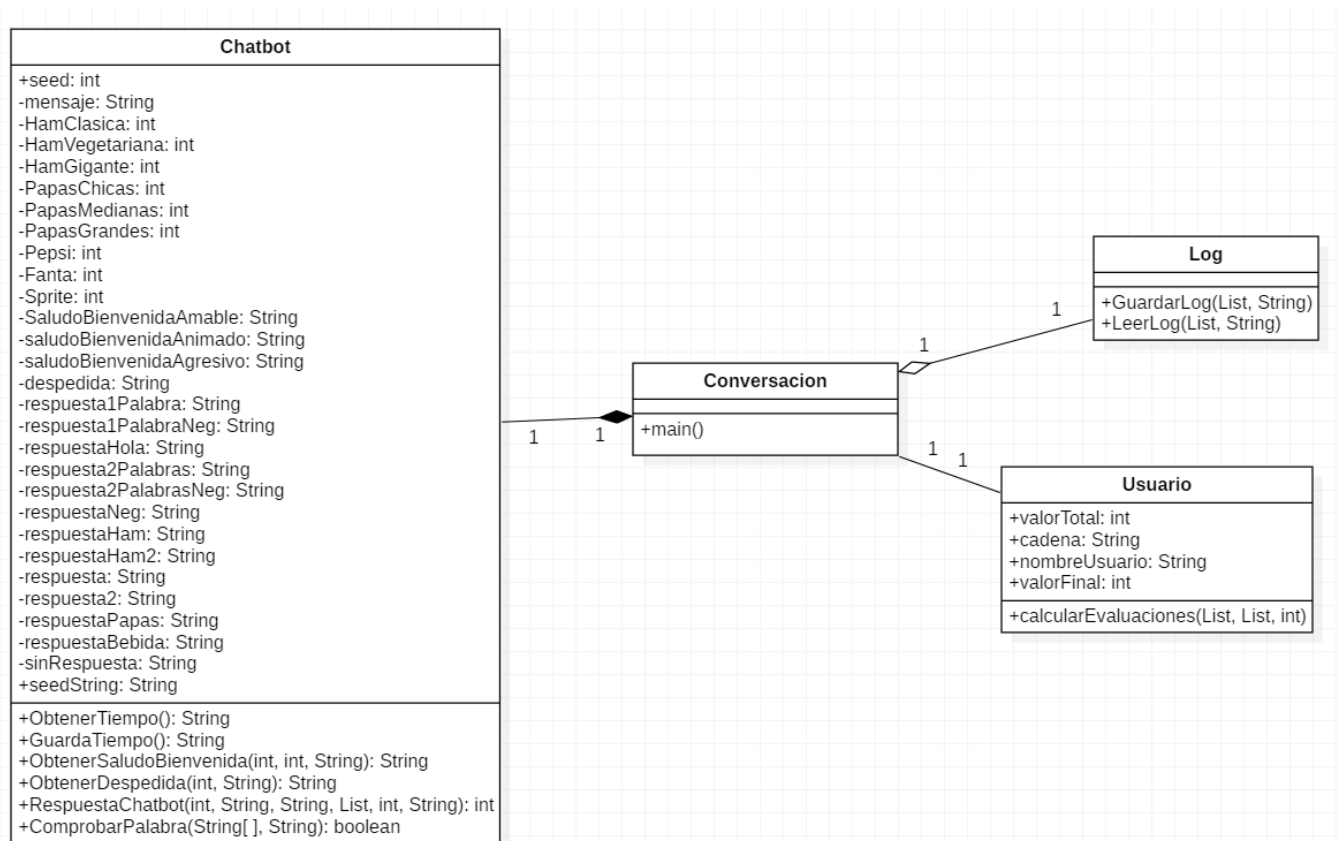 Chatbot
+seed: int
-mensaje: String
-HamClasica: int
-HamVegetariana: int
-HamGigante: int
-PapasChicas: int
-PapasMedianas: int
-PapasGrandes: int
-Pepsi: int
-Fanta: int
-Sprite: int
-SaludoBienvenidaAmable: String
-saludoBienvenidaAnimado: String
-saludoBienvenidaAgresivo: String
-despedida: String
-respuesta1Palabra: String
-respuesta1PalabraNeg: String
-respuestaHola: String
-respuesta2Palabras: String
-respuesta2PalabrasNeg: String
-respuestaNeg: String
-respuestaHam: String
-respuestaHam2: String
-respuesta: String
-respuesta2: String
-respuestaPapas: String
-respuestaBebida: String
-sinRespuesta: String
+seedString: String
+ObtenerTiempo(): String
+GuardaTiempo(): String
+ObtenerSaludoBienvenida(int, int, String): String
+ObtenerDespedida(int, String): String
+RespuestaChatbot(int, String, String, List, int, String): int
+ComprobarPalabra(String[ ], String): boolean
1
1
Conversacion
+main()
1
1
Log
+GuardarLog(List, String)
+LeerLog(List, String)
1
1
Usuario
+valorTotal: int
+cadena: String
+nombreUsuario: String
+valorFinal: int
+calcularEvaluaciones(List, List, int)